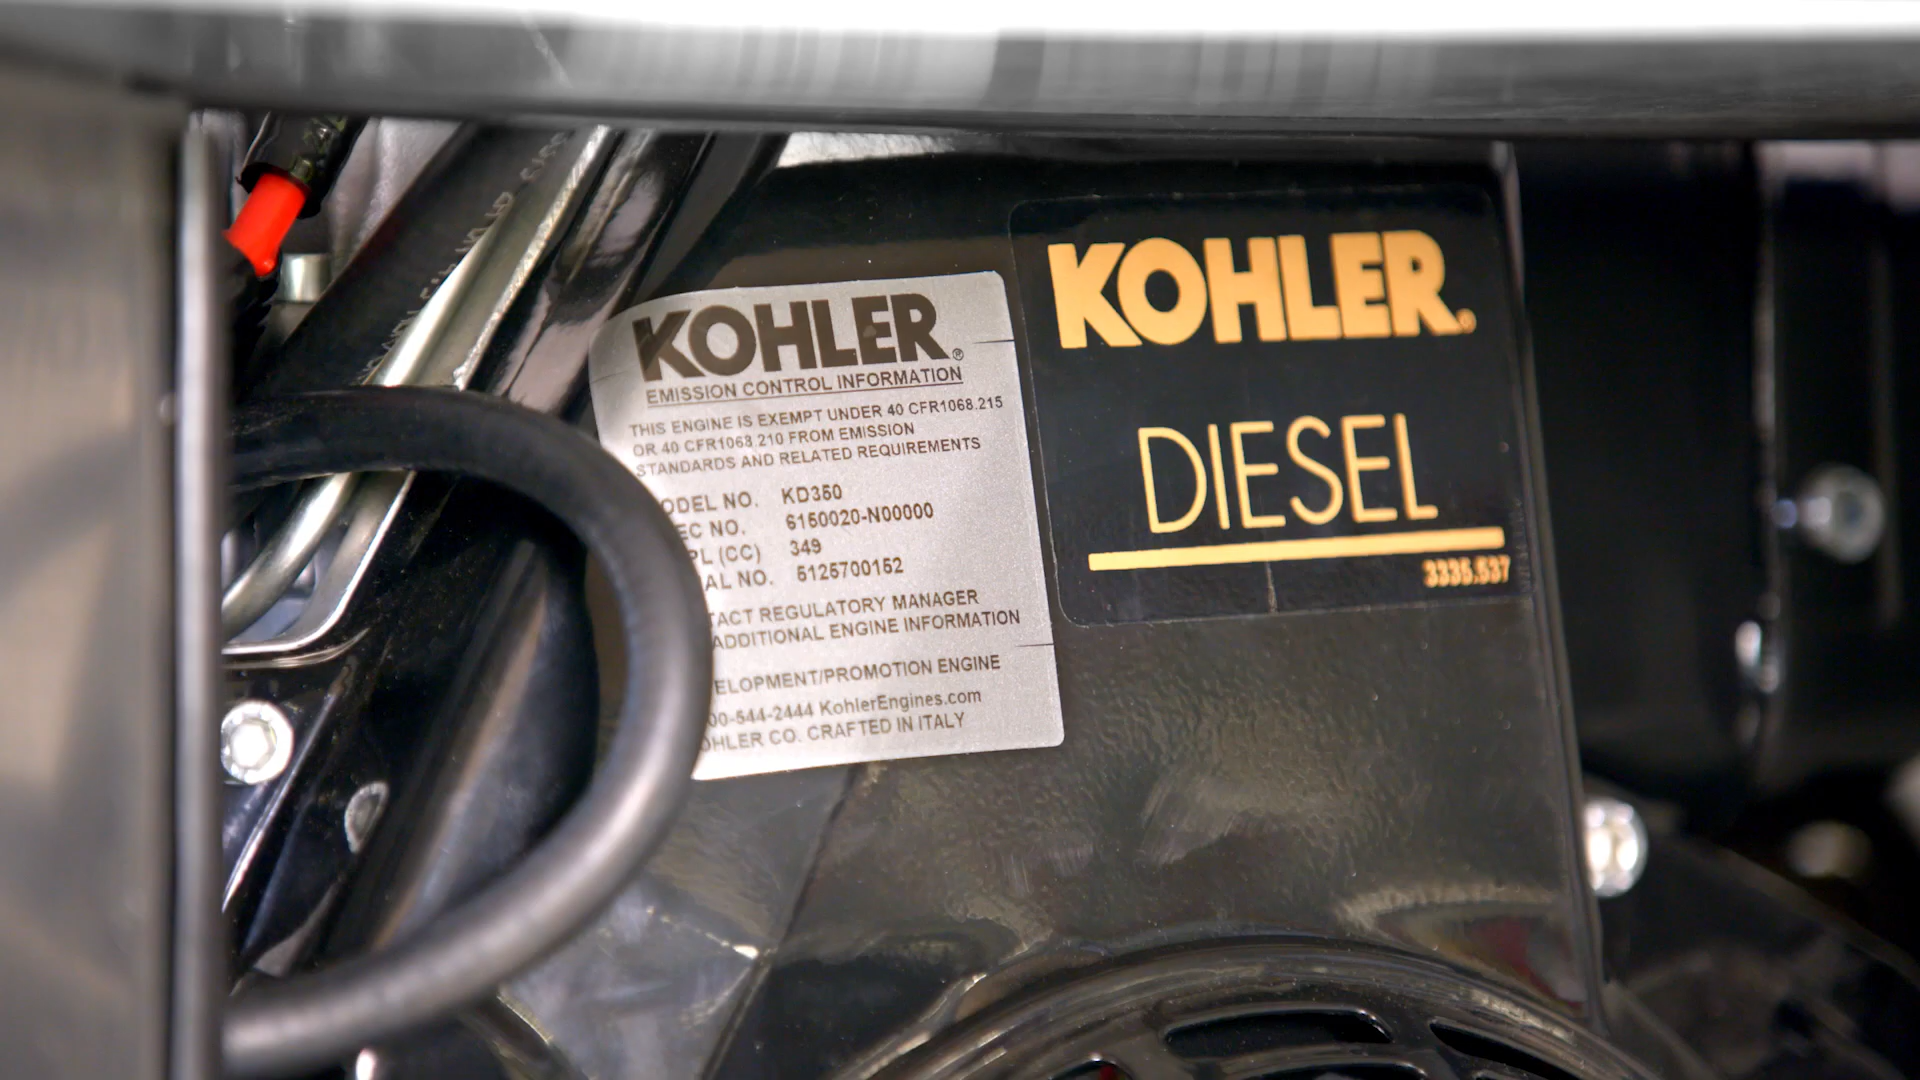 KOHLER®
EMISSION CONTROL INFORMATION
THIS ENGINE IS EXEMPT UNDER 40 CFR1068.215
OR 40 CFR1068.210 FROM EMISSION
STANDARDS AND RELATED REQUIREMENTS
ODEL NO. KD350
EC NO. 6150020-N00000
PL (CC) 349
AL NO. 5125700152
TACT REGULATORY MANAGER
ADDITIONAL ENGINE INFORMATION
ELOPMENT/PROMOTION ENGINE
00-544-2444 KohlerEngines.com
OHLER CO. CRAFTED IN ITALY
KOHLER®
DIESEL
3335.537